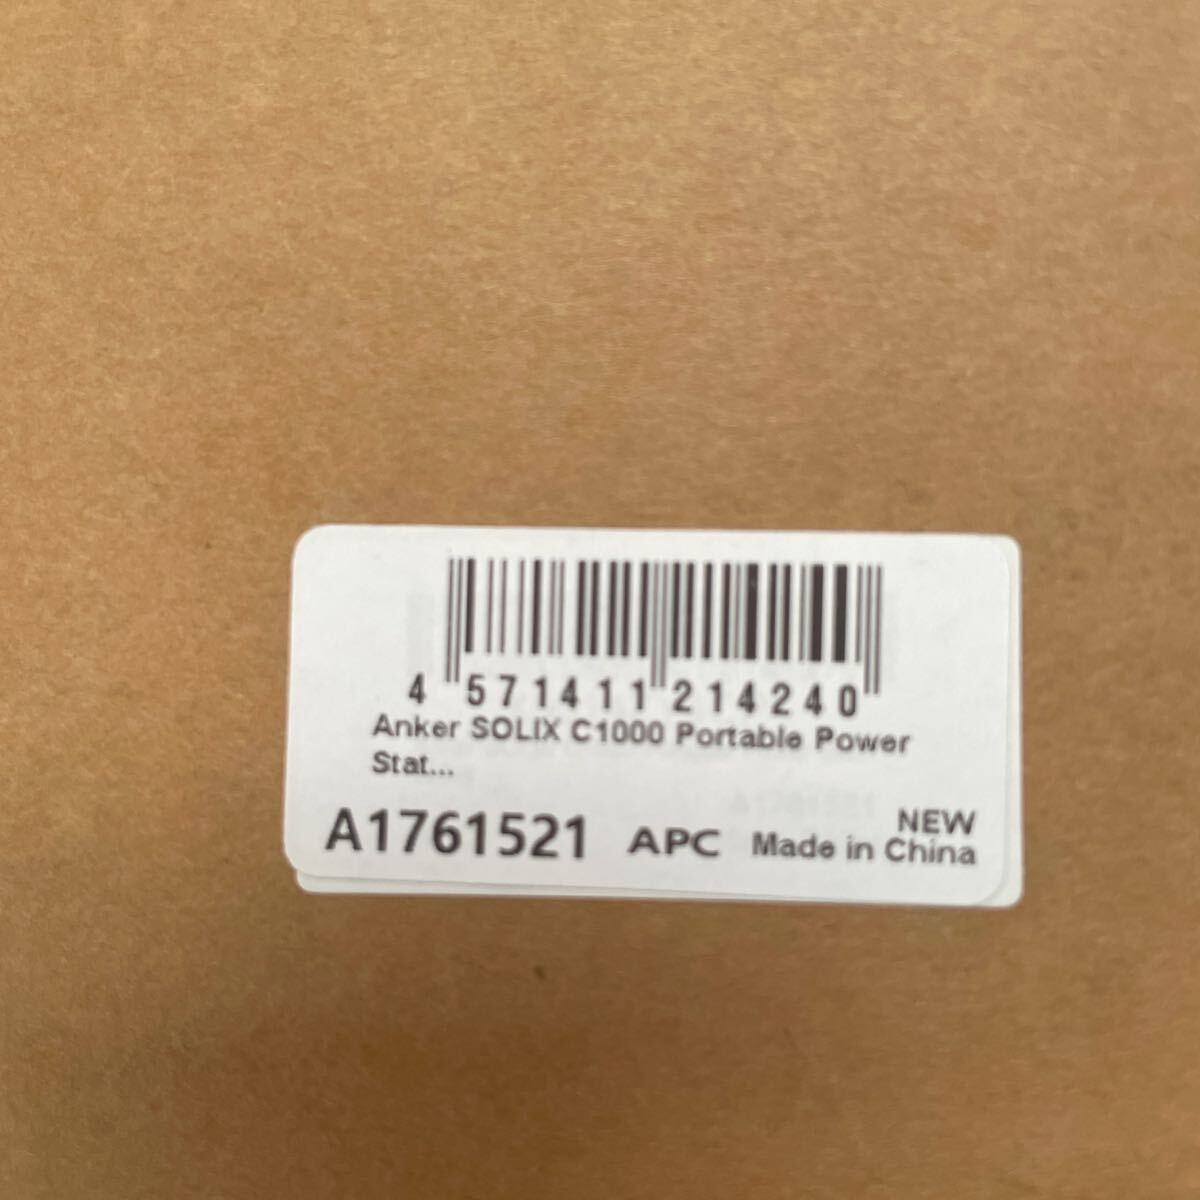 4 571411 214240
Anker SOLIX C1000 Portable Power
Stat...
A1761521 APC NEW
Made in China